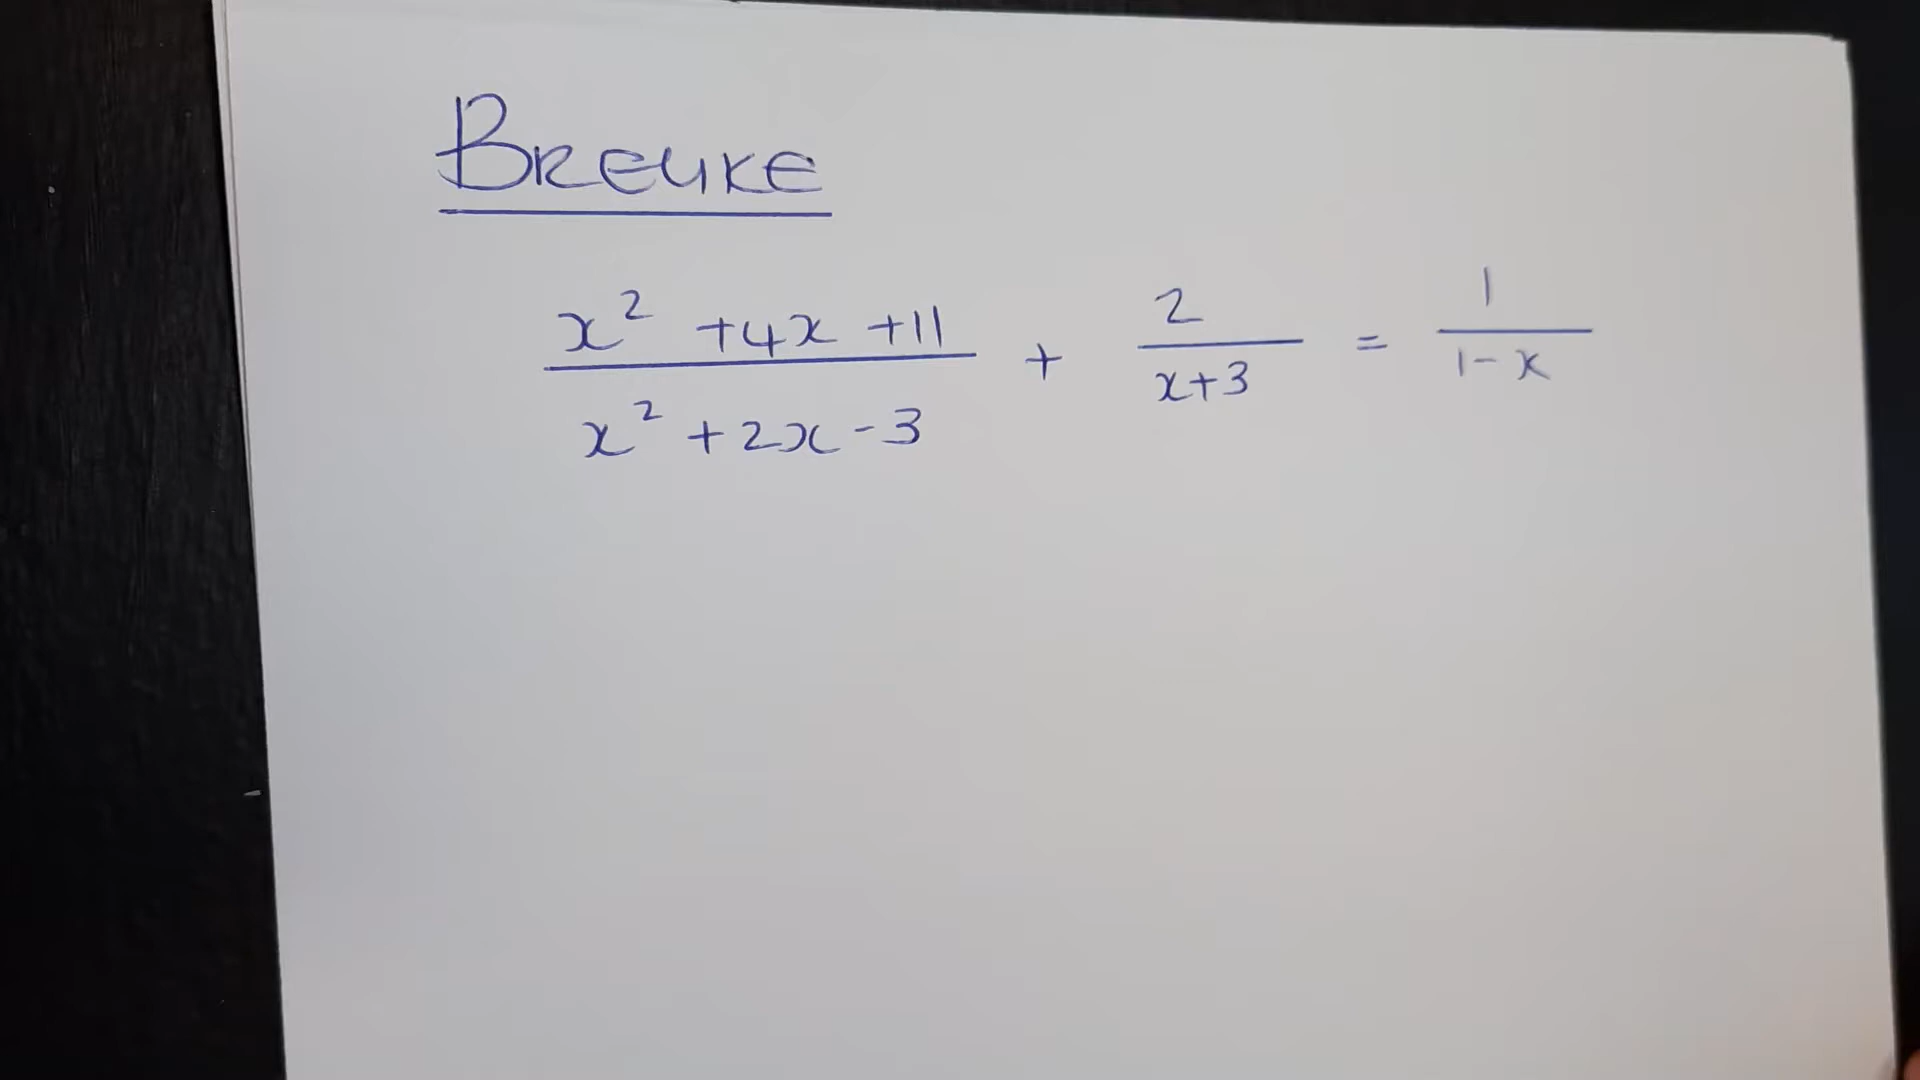 BREUKE
x² +4x +11 / x² +2x -3 + 2 / x+3 = 1 / 1-x